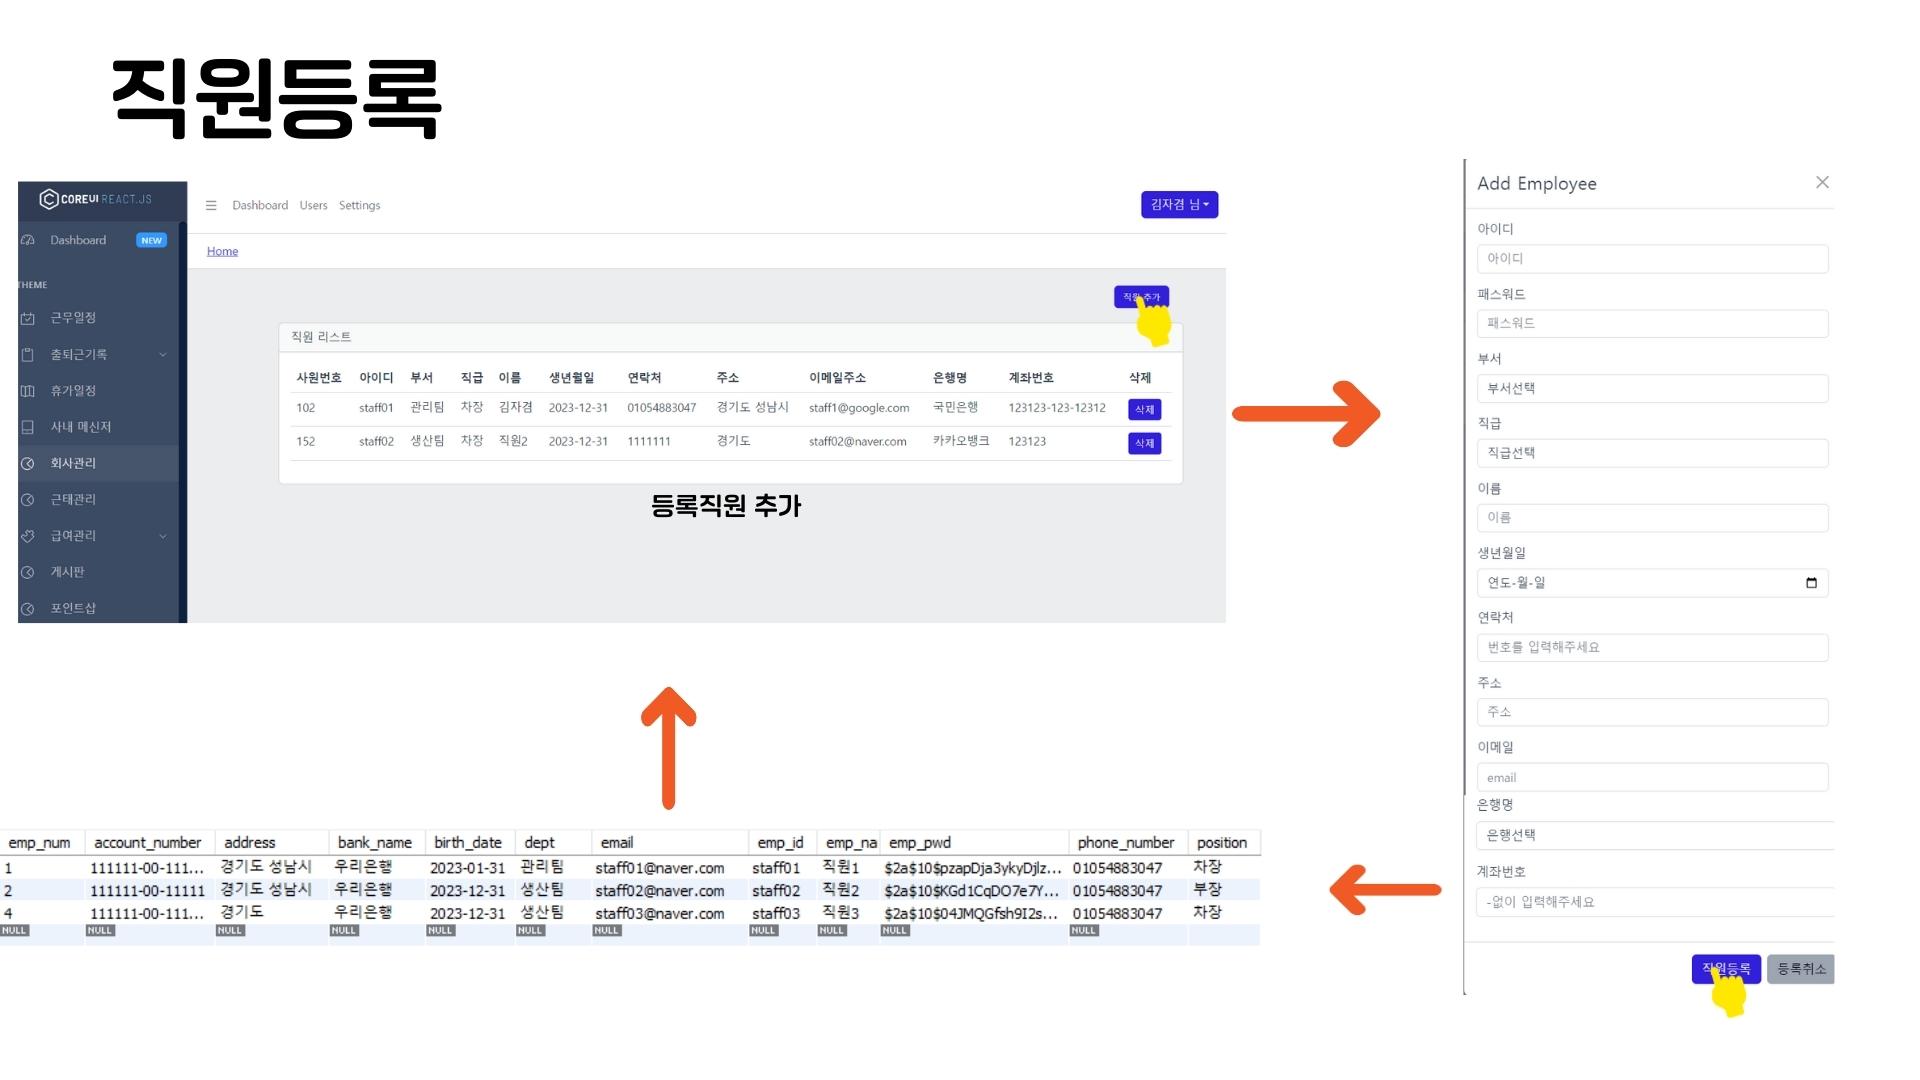 직원등록
COREUI REACT.JS
Dashboard Users Settings
김자겸 님
Dashboard NEW
Home
THEME
근무일정
출퇴근기록
휴가일정
사내 메신저
회사관리
근태관리
급여관리
게시판
포인트샵
직원 추가
직원 리스트
사원번호 아이디 부서 직급 이름 생년월일 연락처 주소 이메일주소 은행명 계좌번호 삭제
102 staff01 관리팀 차장 김자겸 2023-12-31 01054883047 경기도 성남시 staff1@google.com 국민은행 123123-123-12312 삭제
152 staff02 생산팀 차장 직원2 2023-12-31 1111111 경기도 staff02@naver.com 카카오뱅크 123123 삭제
등록직원 추가
Add Employee
아이디
아이디
패스워드
패스워드
부서
부서선택
직급
직급선택
이름
이름
생년월일
연도-월-일
연락처
번호를 입력해주세요
주소
주소
이메일
email
은행명
은행선택
계좌번호
-없이 입력해주세요
직원등록 등록취소
emp_num account_number address bank_name birth_date dept email emp_id emp_na emp_pwd phone_number position
1 111111-00-111... 경기도 성남시 우리은행 2023-01-31 관리팀 staff01@naver.com staff01 직원1 $2a$10$pzapDja3ykyDjlz... 01054883047 차장
2 111111-00-11111 경기도 성남시 우리은행 2023-12-31 생산팀 staff02@naver.com staff02 직원2 $2a$10$KGd1CqDO7e7Y... 01054883047 부장
4 111111-00-111... 경기도 우리은행 2023-12-31 생산팀 staff03@naver.com staff03 직원3 $2a$10$04JMQGfsh9I2s... 01054883047 차장
NULL NULL NULL NULL NULL NULL NULL NULL NULL NULL NULL